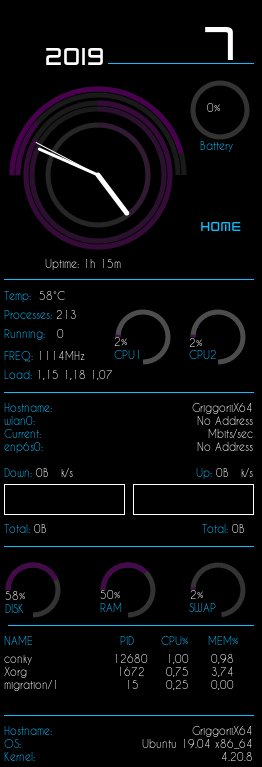 7
2019
0%
Battery
HOME
Uptime: 1h 15m
Temp: 58°C
Processes: 213
Running: 0
2% 2%
FREQ: 1114MHz CPU1 CPU2
Load: 1,15 1,18 1,07
Hostname: GriggoriiX64
wlan0: No Address
Current: Mbits/sec
enp6s0: No Address
Down: 0B k/s Up: 0B k/s
Total: 0B Total: 0B
58% 50% 2%
DISK RAM SWAP
NAME PID CPU% MEM%
conky 12680 1,00 0,98
Xorg 1672 0,75 3,74
migration/1 15 0,25 0,00
Hostname: GriggoriiX64
OS: Ubuntu 19.04 x86_64
Kernel: 4.20.8